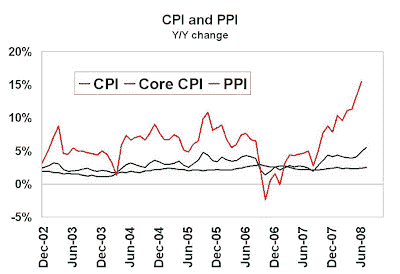 CPI and PPI
Y/Y change
20%
CPI Core CPI PPI
15%
10%
5%
0%
-5%
Dec-02 Jun-03 Dec-03 Jun-04 Dec-04 Jun-05 Dec-05 Jun-06 Dec-06 Jun-07 Dec-07 Jun-08